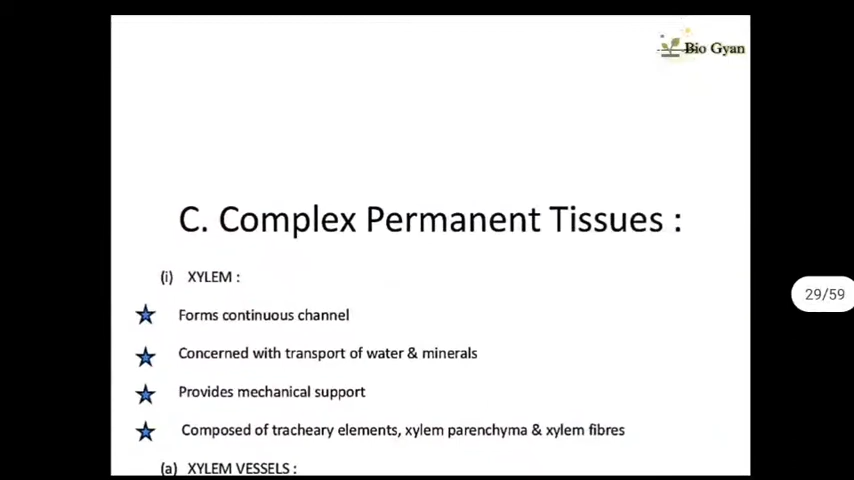 Bio Gyan
C. Complex Permanent Tissues :
(i) XYLEM :
Forms continuous channel
29/59
Concerned with transport of water & minerals
Provides mechanical support
Composed of tracheary elements, xylem parenchyma & xylem fibres
(a) XYLEM VESSELS :